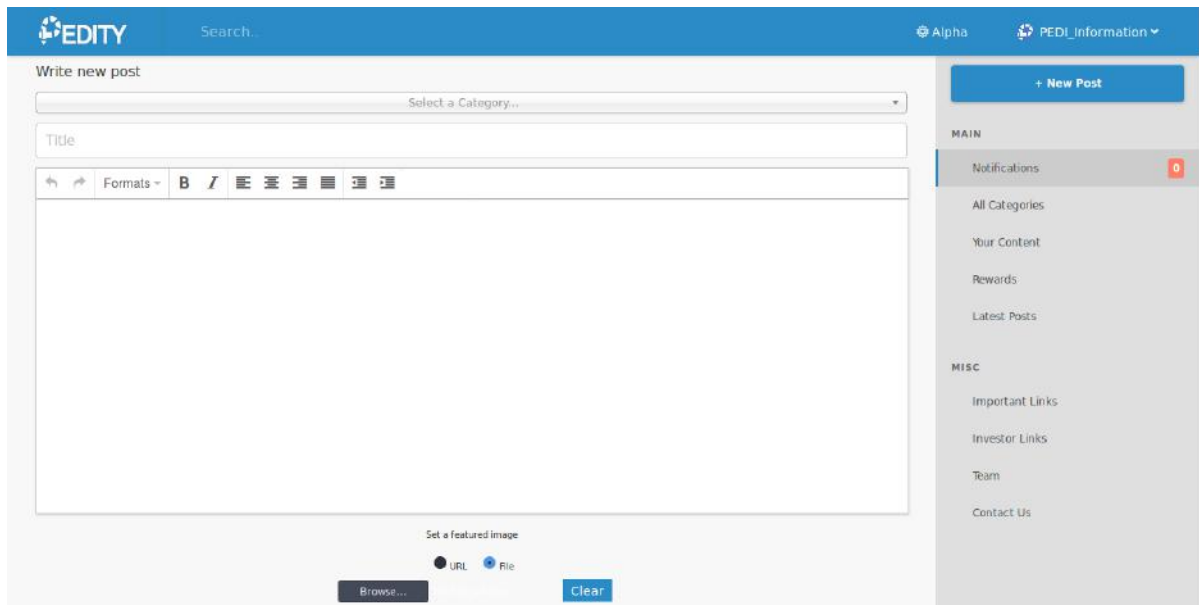 PEDITY
Search..
Alpha
PEDI_Information
Write new post
Select a Category...
Title
Formats
B I
Set a featured image
URL File
Browse...
Clear
+ New Post
MAIN
Notifications 0
All Categories
Your Content
Rewards
Latest Posts
MISC
Important Links
Investor Links
Team
Contact Us